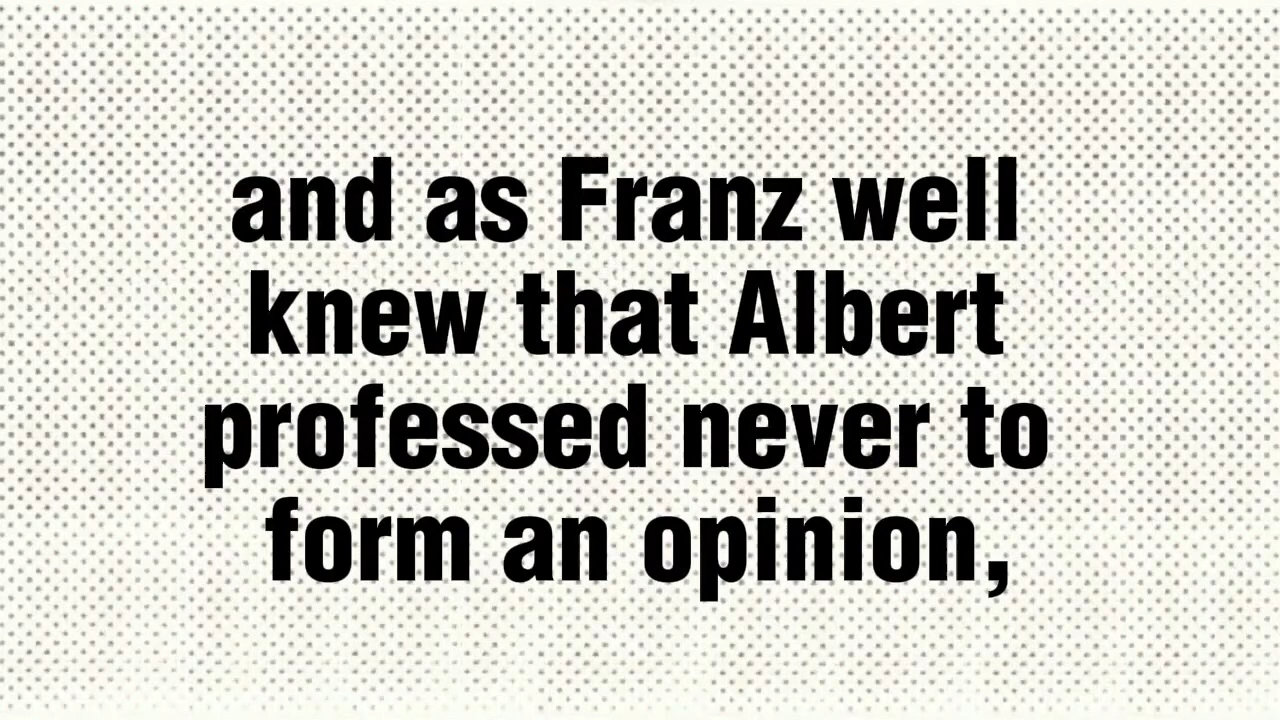 and as Franz well
knew that Albert
professed never to
form an opinion,